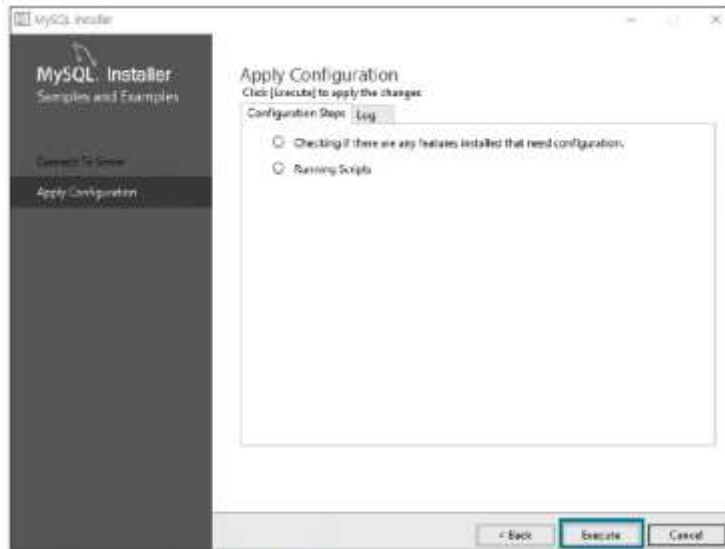 MySQL Installer
MySQL. Installer
Samples and Examples
Connect To Server
Apply Configuration
Apply Configuration
Click [Execute] to apply the changes
Configuration Steps
Log
Checking if there are any features installed that need configuration.
Running Scripts
< Back
Execute
Cancel